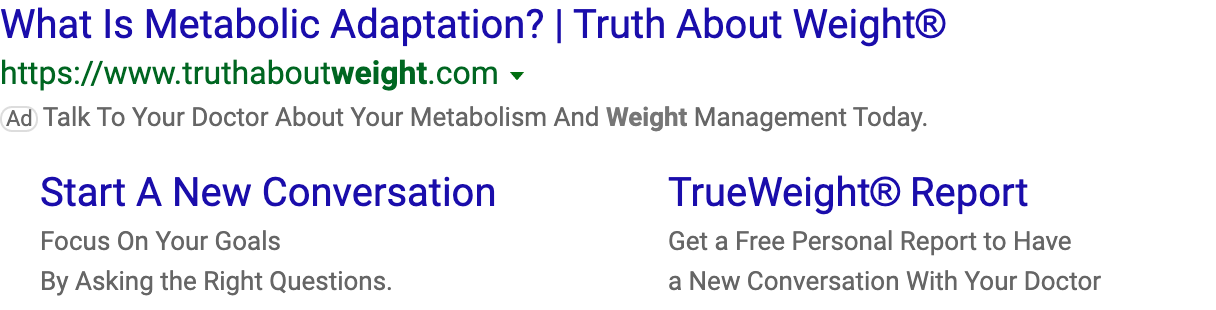 What Is Metabolic Adaptation? | Truth About Weight®
https://www.truthaboutweight.com
Ad Talk To Your Doctor About Your Metabolism And Weight Management Today.
Start A New Conversation
Focus On Your Goals
By Asking the Right Questions.
TrueWeight® Report
Get a Free Personal Report to Have
a New Conversation With Your Doctor